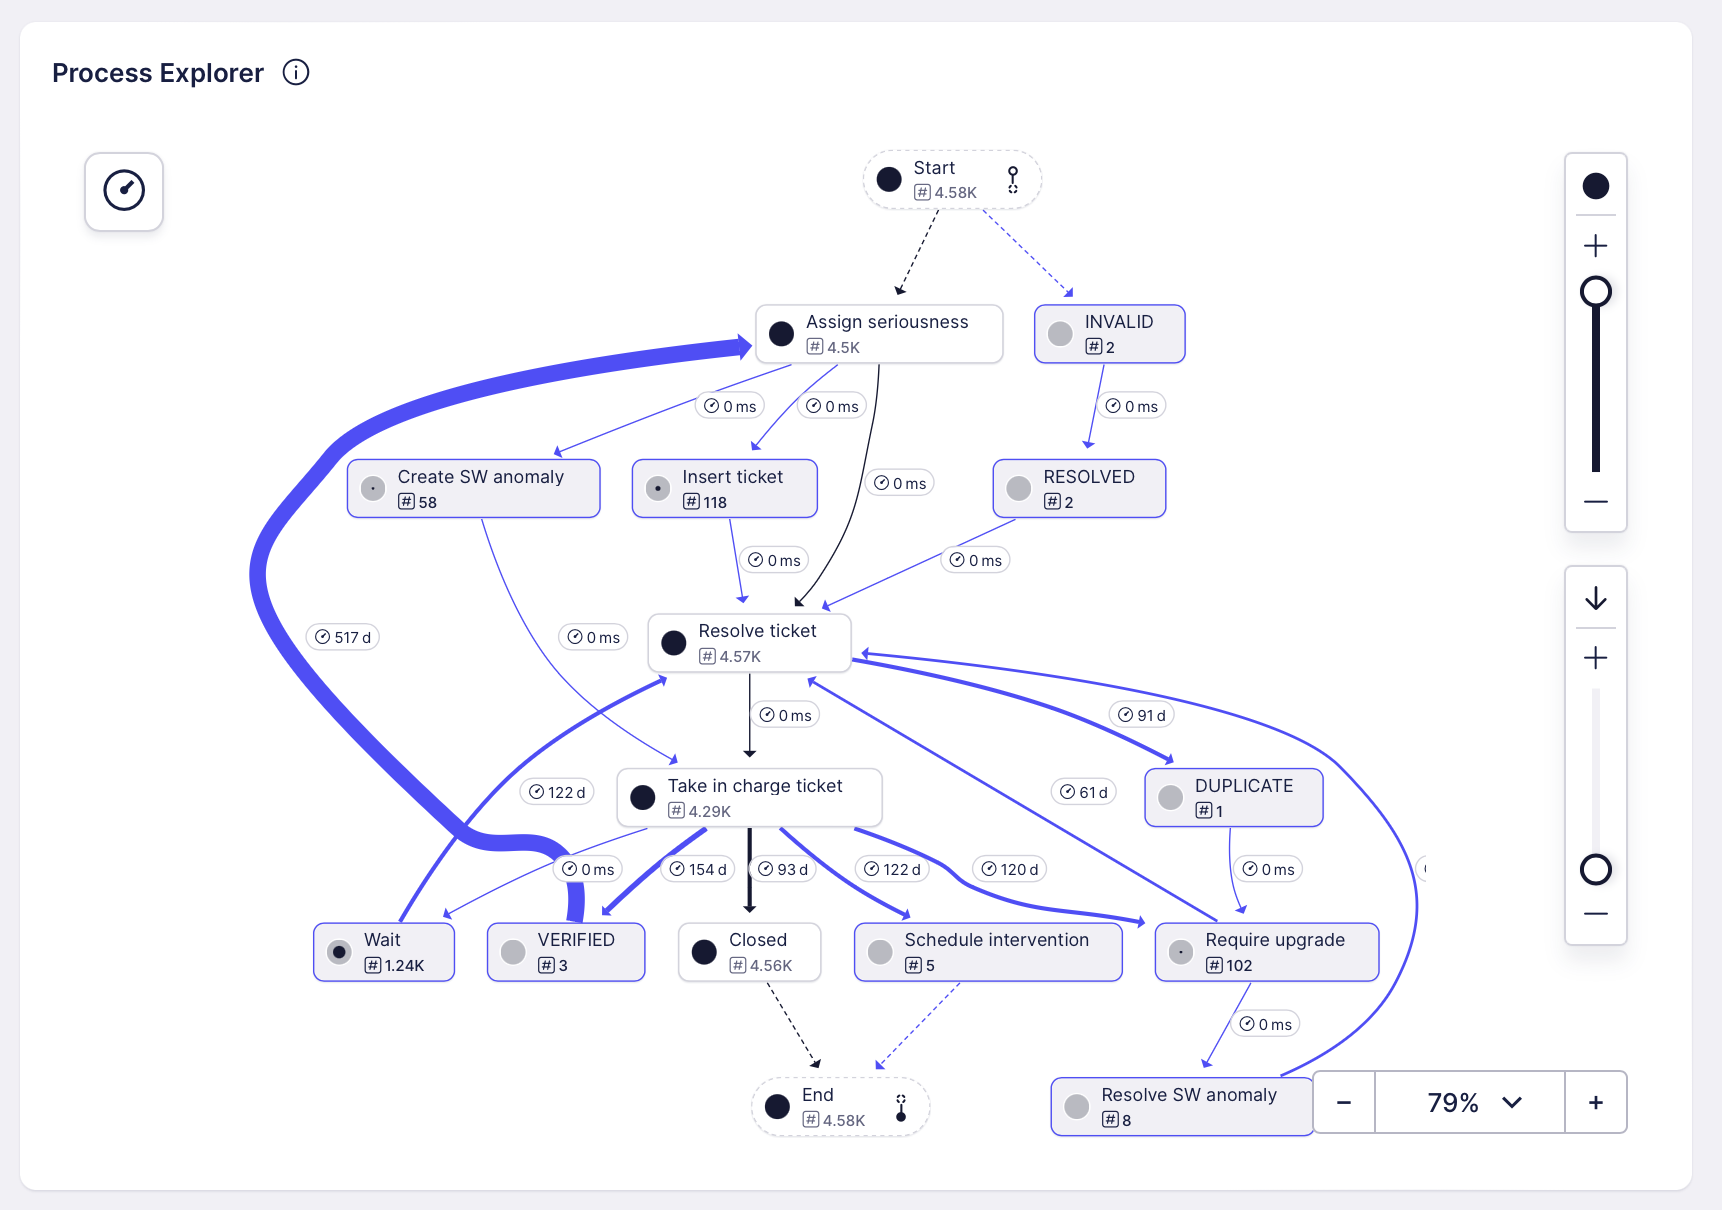 Process Explorer
Start
# 4.58K
Assign seriousness
# 4.5K
INVALID
# 2
0 ms
0 ms
0 ms
Create SW anomaly
# 58
Insert ticket
# 118
0 ms
RESOLVED
# 2
0 ms
0 ms
517 d
0 ms
Resolve ticket
# 4.57K
0 ms
91 d
122 d
Take in charge ticket
# 4.29K
61 d
DUPLICATE
# 1
0 ms
154 d
93 d
122 d
120 d
0 ms
Wait
# 1.24K
VERIFIED
# 3
Closed
# 4.56K
Schedule intervention
# 5
Require upgrade
# 102
0 ms
End
# 4.58K
Resolve SW anomaly
# 8
79%